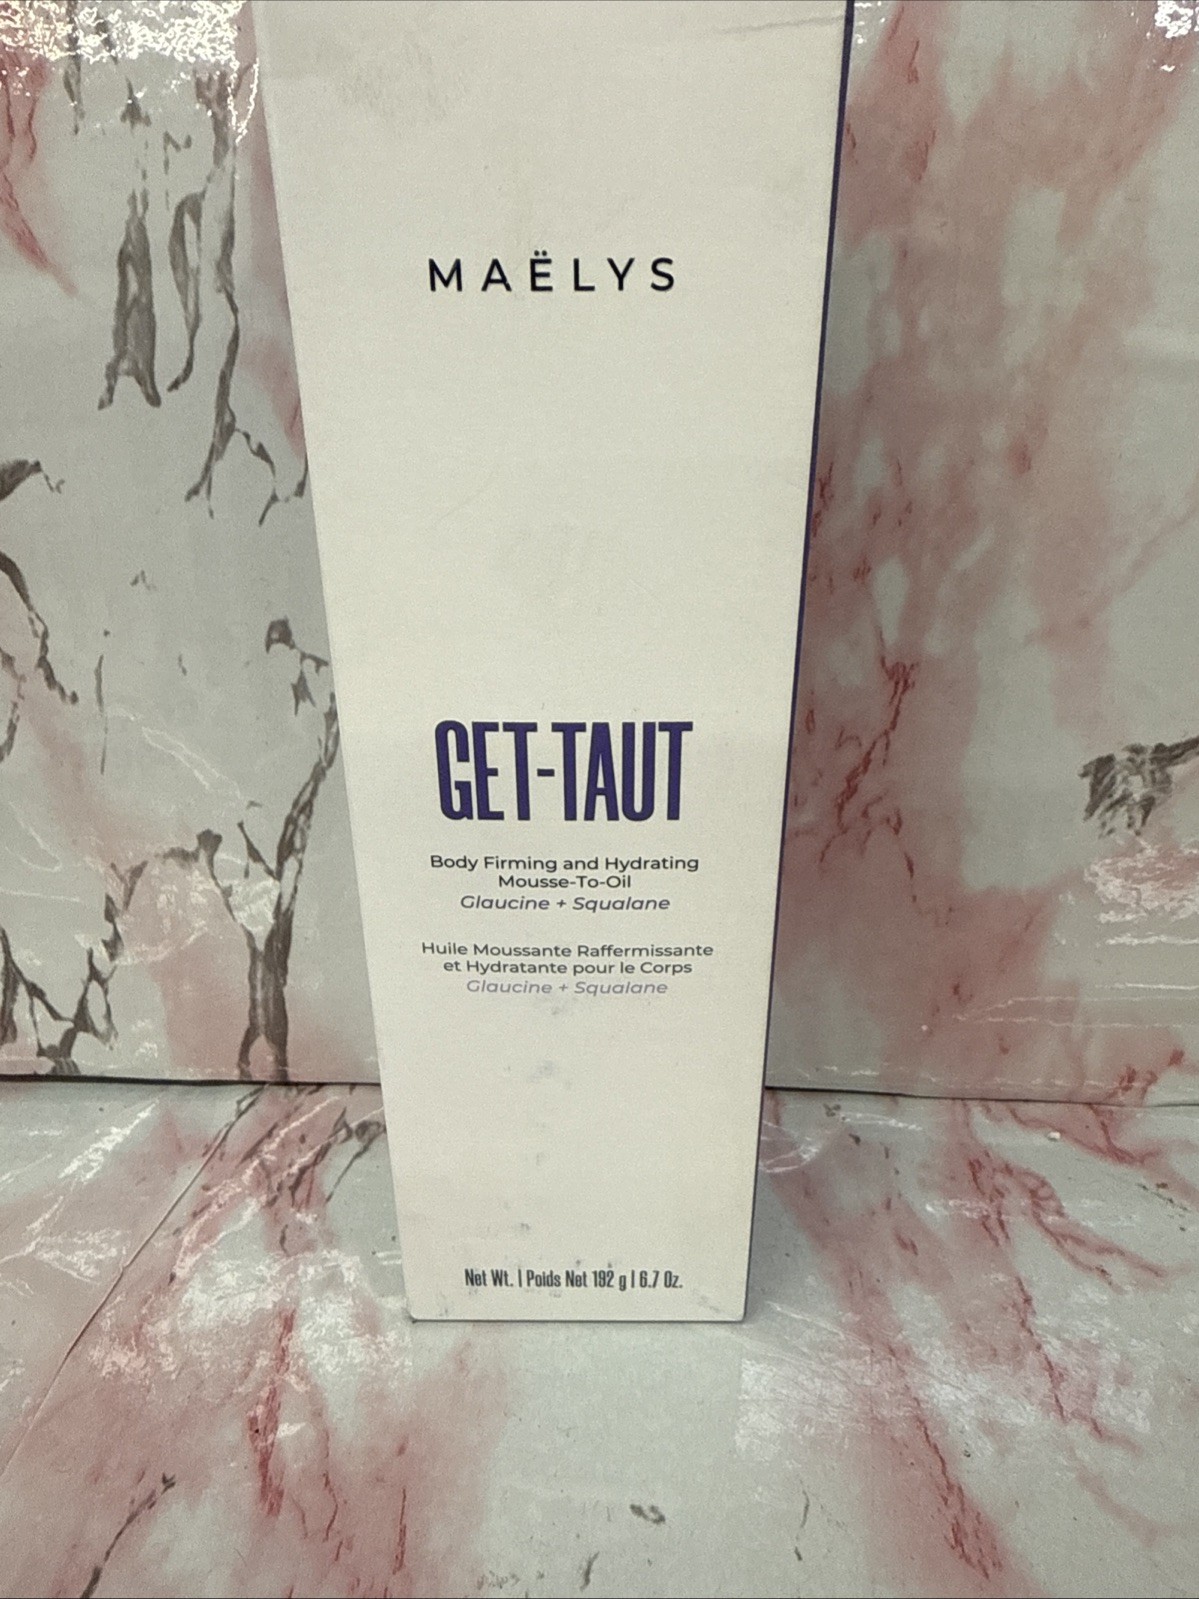 MAËLYS
GET-TAUT
Body Firming and Hydrating
Mousse-To-Oil
Glaucine + Squalane
Huile Moussante Raffermissante
et Hydratante pour le Corps
Glaucine + Squalane
Net Wt. | Poids Net 192 g | 6.7 Oz.